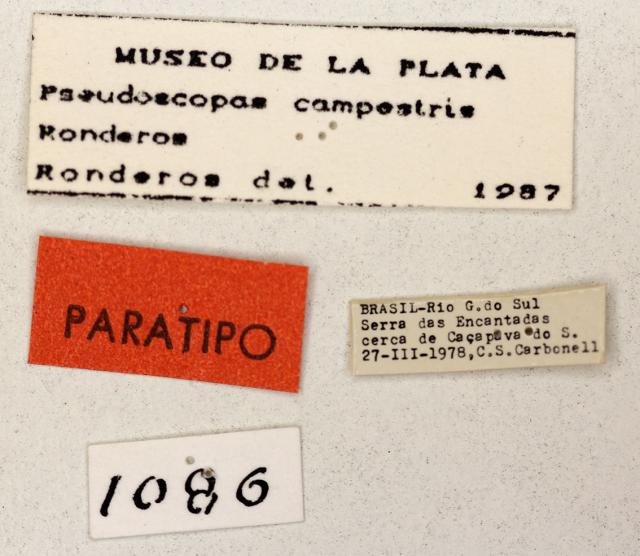 MUSEO DE LA PLATA
Pseudoscopas campestris
Ronderos
Ronderos det. 1987
PARATIPO
BRASIL-Rio G.do Sul
Serra das Encantadas
cerca de Caçapava do S.
27-III-1978,C.S.Carbonell
1086